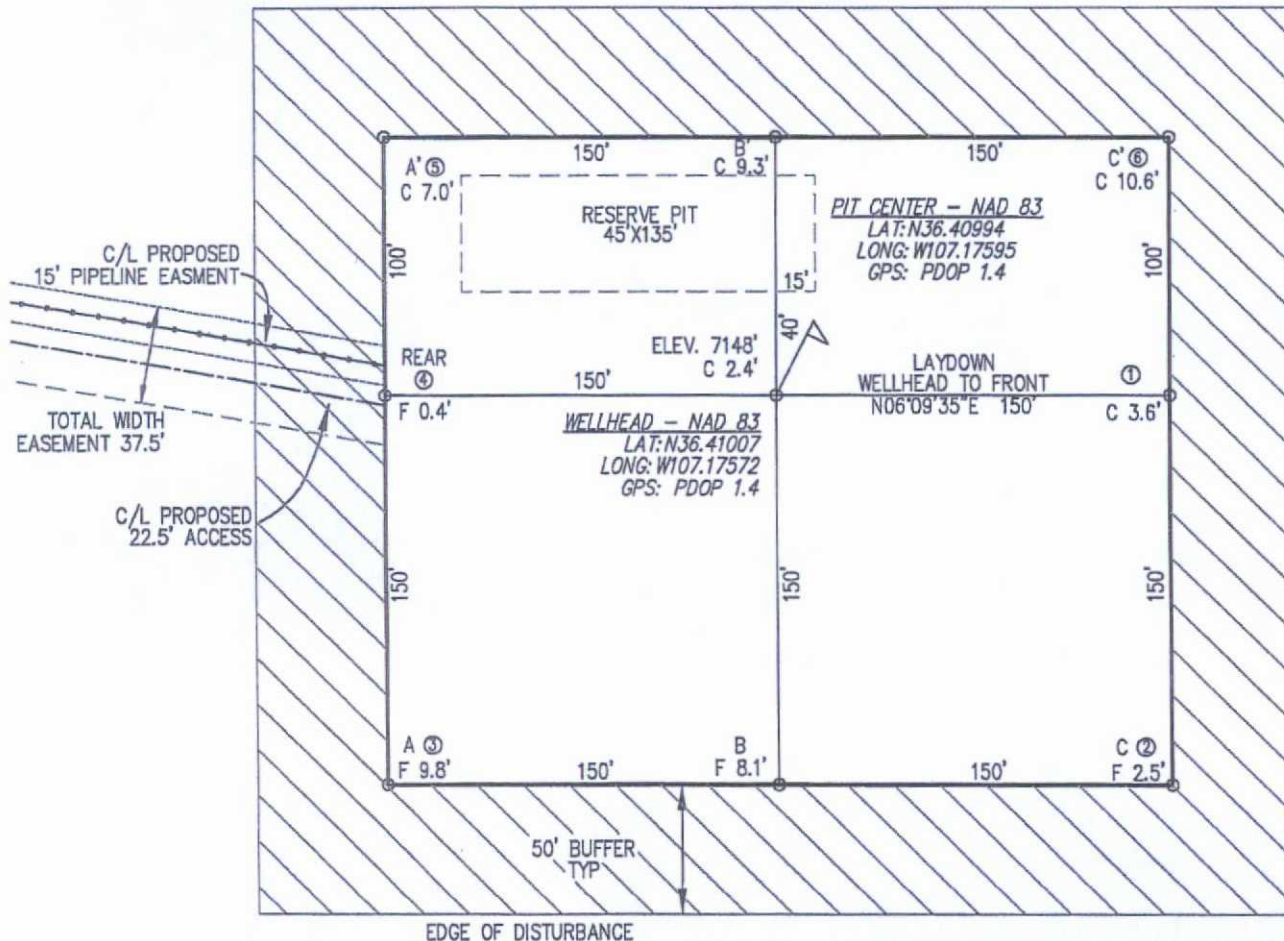 150'
150'
A' ⑤
C 7.0'
B'
C 9.3'
C' ⑥
C 10.6'
RESERVE PIT
45'X135'
PIT CENTER - NAD 83
LAT: N36.40994
LONG: W107.17595
GPS: PDOP 1.4
C/L PROPOSED
15' PIPELINE EASMENT
100'
100'
15'
40'
REAR
④
F 0.4'
150'
ELEV. 7148'
C 2.4'
LAYDOWN
WELLHEAD TO FRONT
N06°09'35"E 150'
①
C 3.6'
TOTAL WIDTH
EASEMENT 37.5'
WELLHEAD - NAD 83
LAT: N36.41007
LONG: W107.17572
GPS: PDOP 1.4
C/L PROPOSED
22.5' ACCESS
150'
150'
150'
A ③
F 9.8'
150'
B
F 8.1'
150'
C ②
F 2.5'
50' BUFFER
TYP
EDGE OF DISTURBANCE